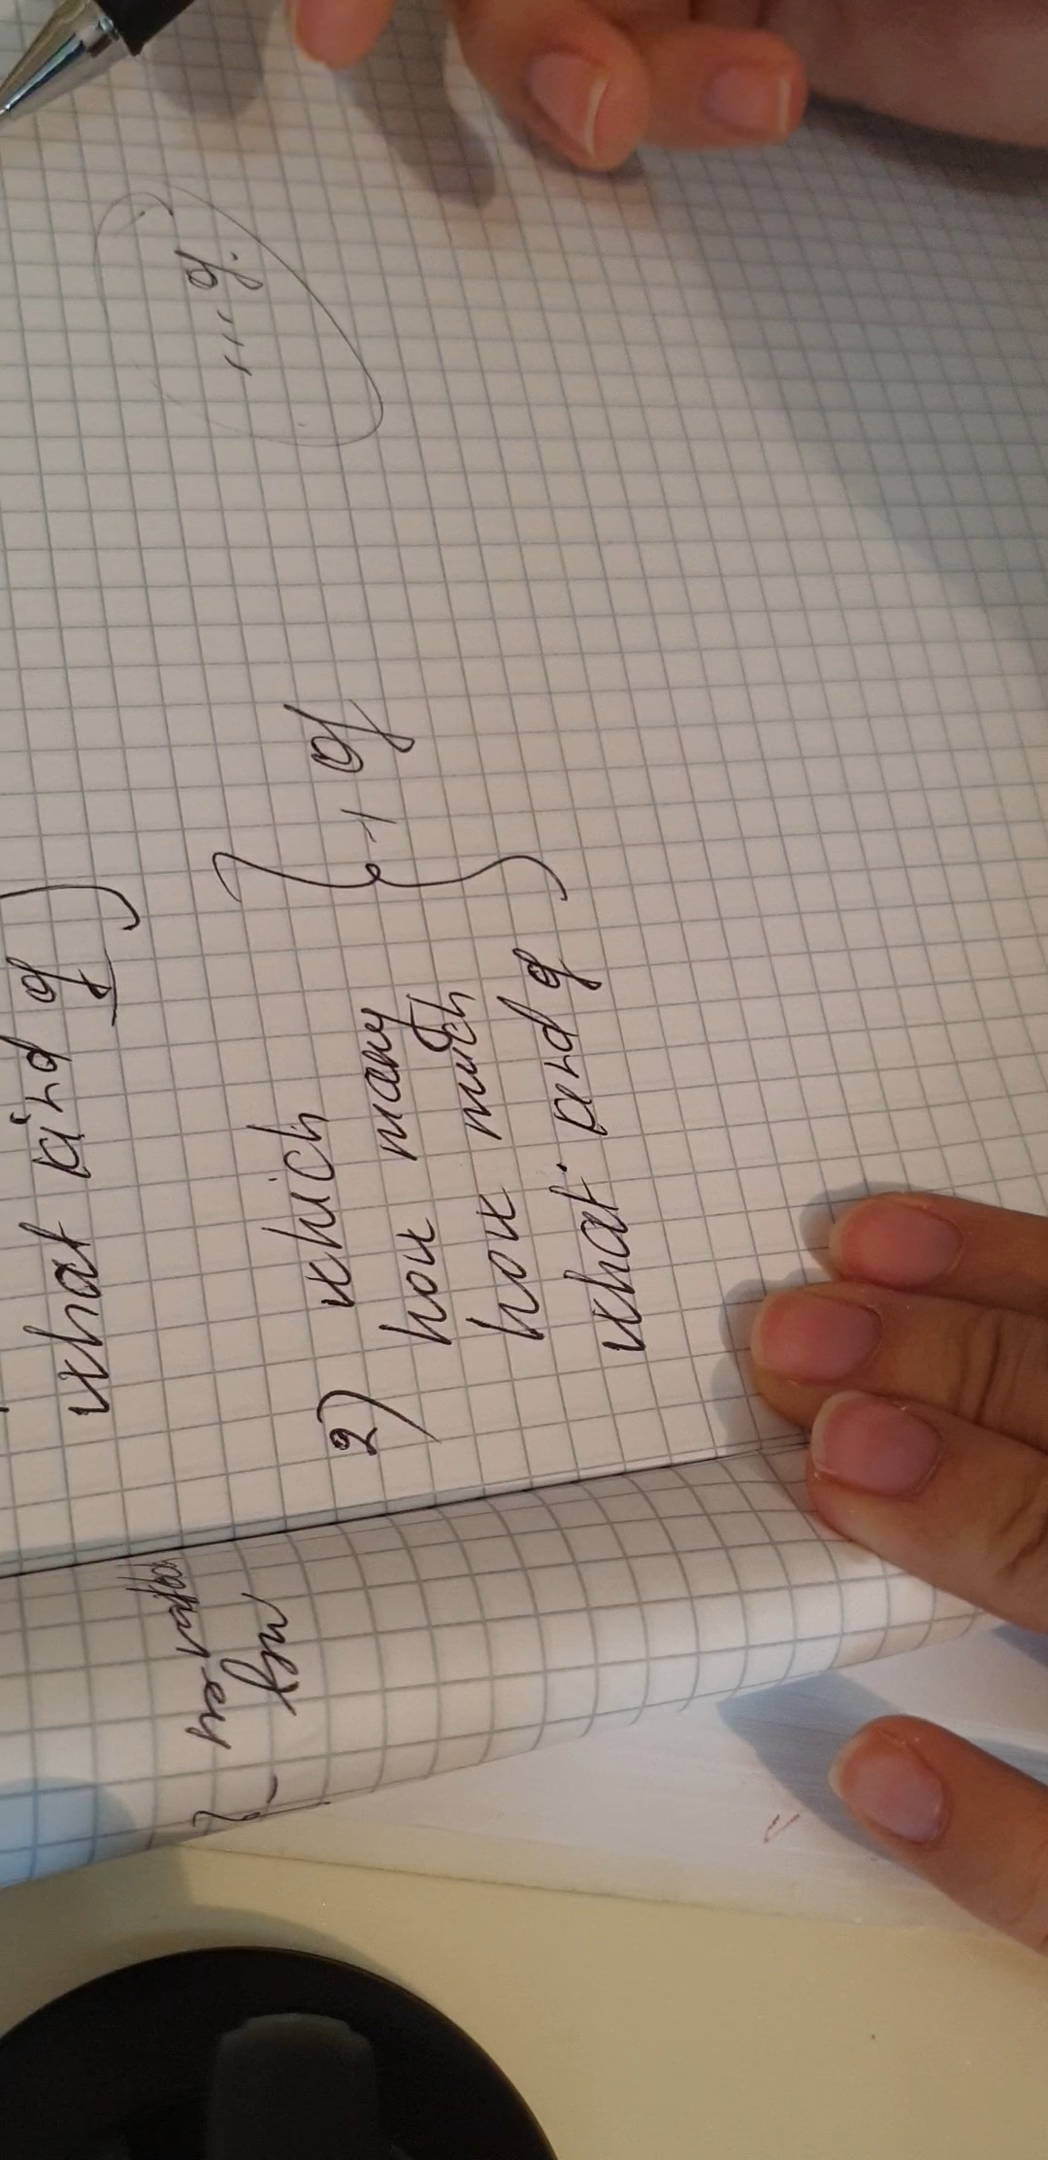 what kind of
2) which
how many
how much
what kind of
+ of